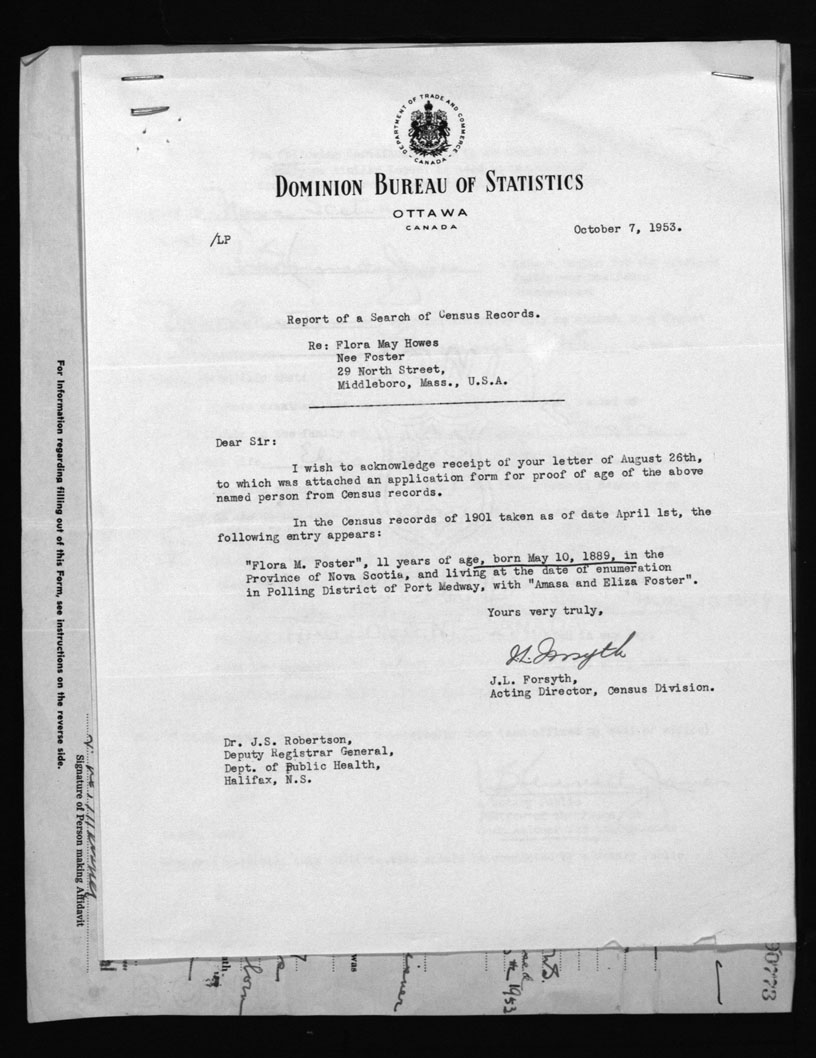 DEPARTMENT OF TRADE AND COMMERCE
CANADA
DOMINION BUREAU OF STATISTICS
OTTAWA
CANADA
/LP
October 7, 1953.
Report of a Search of Census Records.
Re: Flora May Howes
Nee Foster
29 North Street,
Middleboro, Mass., U.S.A.
Dear Sir:
I wish to acknowledge receipt of your letter of August 26th,
to which was attached an application form for proof of age of the above
named person from Census records.
In the Census records of 1901 taken as of date April 1st, the
following entry appears:
"Flora M. Foster", 11 years of age, born May 10, 1889, in the
Province of Nova Scotia, and living at the date of enumeration
in Polling District of Port Medway, with "Amasa and Eliza Foster".
Yours very truly,
J.L. Forsyth
J.L. Forsyth,
Acting Director, Census Division.
Dr. J.S. Robertson,
Deputy Registrar General,
Dept. of Public Health,
Halifax, N.S.
For Information regarding filling out of this Form, see instructions on the reverse side.
Signature of Person making Affidavit
was
born
1953
90773